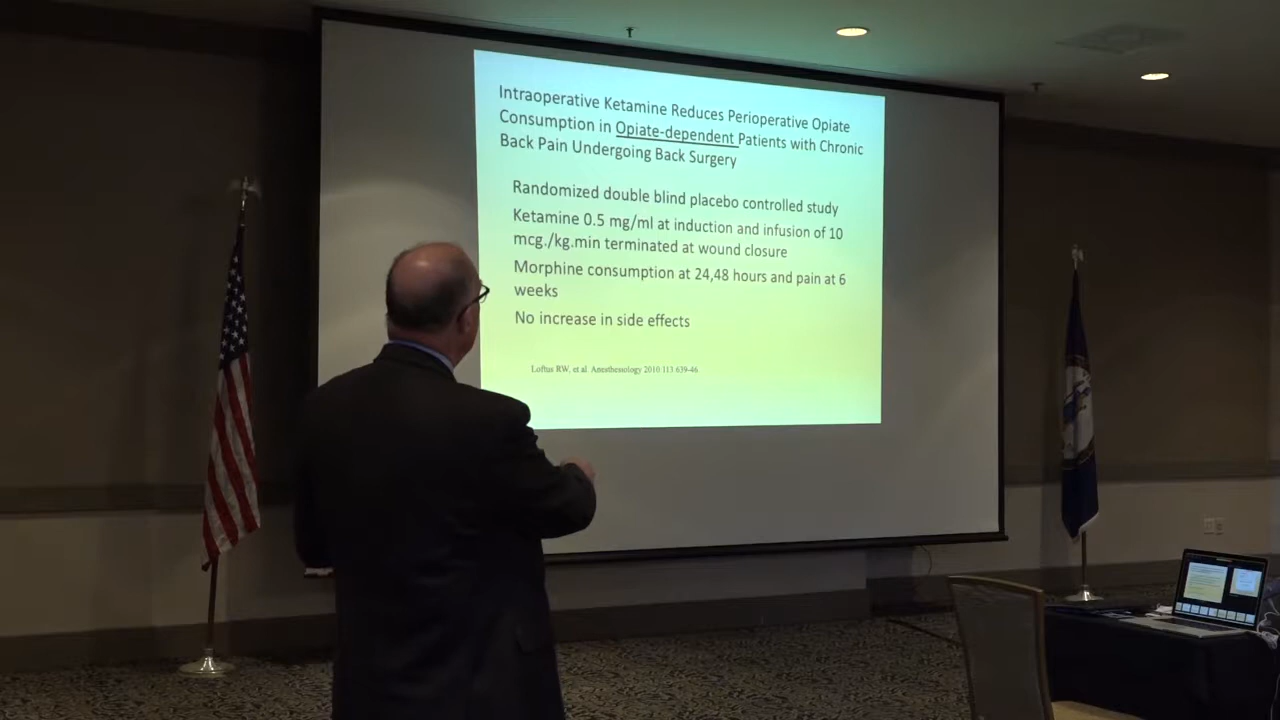 Intraoperative Ketamine Reduces Perioperative Opiate
Consumption in Opiate-dependent Patients with Chronic
Back Pain Undergoing Back Surgery
Randomized double blind placebo controlled study
Ketamine 0.5 mg/ml at induction and infusion of 10
mcg./kg.min terminated at wound closure
Morphine consumption at 24,48 hours and pain at 6
weeks
No increase in side effects
Loftus RW, et al. Anesthesiology 2010 113:639-46